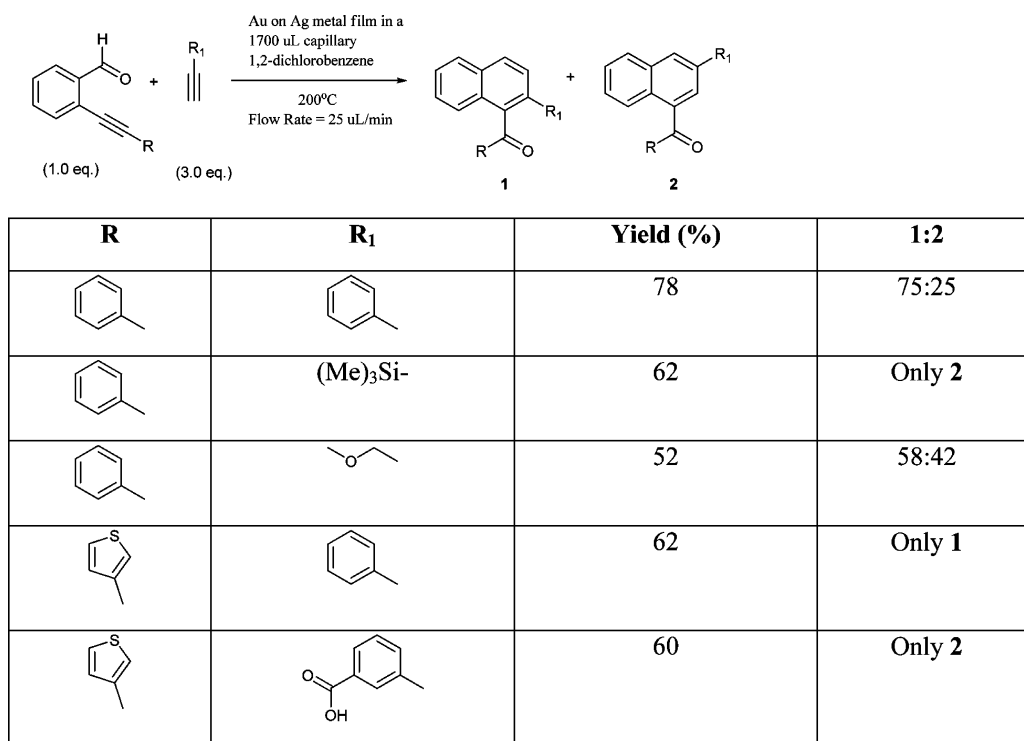 Au on Ag metal film in a
1700 uL capillary
1,2-dichlorobenzene
200°C
Flow Rate = 25 uL/min
H
O
R
(1.0 eq.)
+
R1
(3.0 eq.)
R1
R
O
1
+
R1
R
O
2
R R1 Yield (%) 1:2
78 75:25
(Me)3Si- 62 Only 2
O 52 58:42
S 62 Only 1
S O OH 60 Only 2